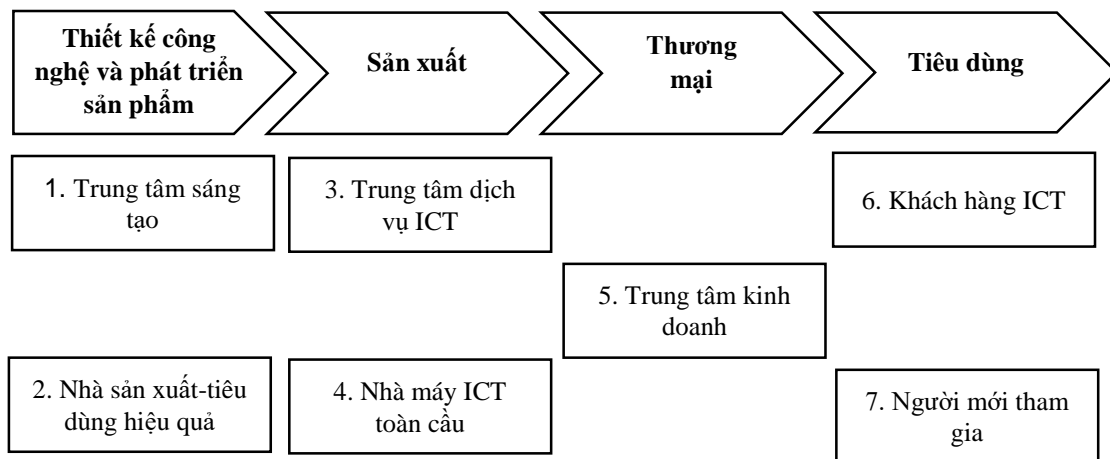 Thiết kế công
nghệ và phát triển
sản phẩm
Sản xuất
Thương
mại
Tiêu dùng
1. Trung tâm sáng
tạo
3. Trung tâm dịch
vụ ICT
6. Khách hàng ICT
5. Trung tâm kinh
doanh
2. Nhà sản xuất-tiêu
dùng hiệu quả
4. Nhà máy ICT
toàn cầu
7. Người mới tham
gia